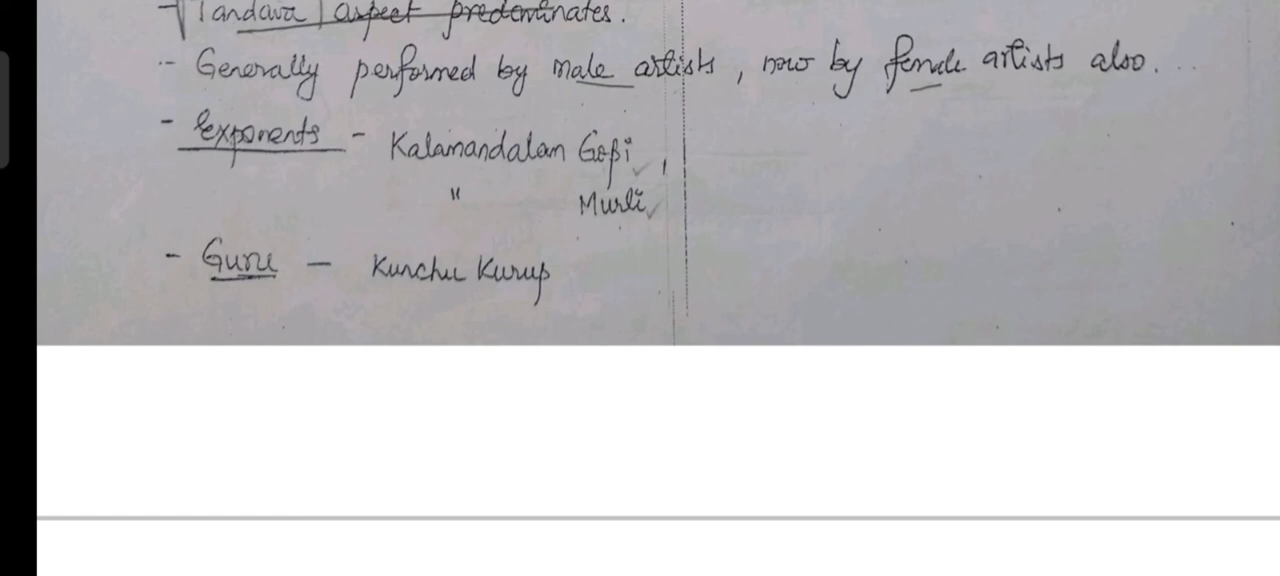 - Tandava aspect predominates.
- Generally performed by male artists, now by female artists also.
- Exponents - Kalamandalam Gopi,
" Murli
- Guru - Kunchu Kurup